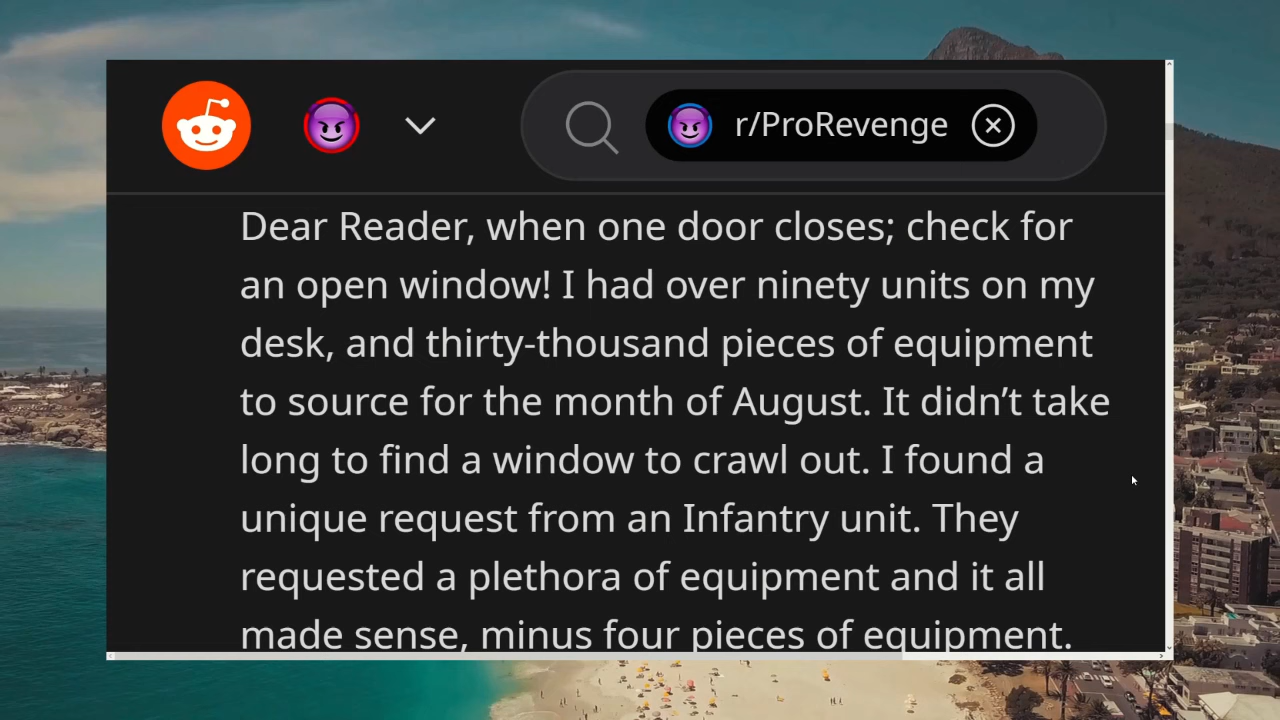 r/ProRevenge
Dear Reader, when one door closes; check for
an open window! I had over ninety units on my
desk, and thirty-thousand pieces of equipment
to source for the month of August. It didn’t take
long to find a window to crawl out. I found a
unique request from an Infantry unit. They
requested a plethora of equipment and it all
made sense, minus four pieces of equipment.